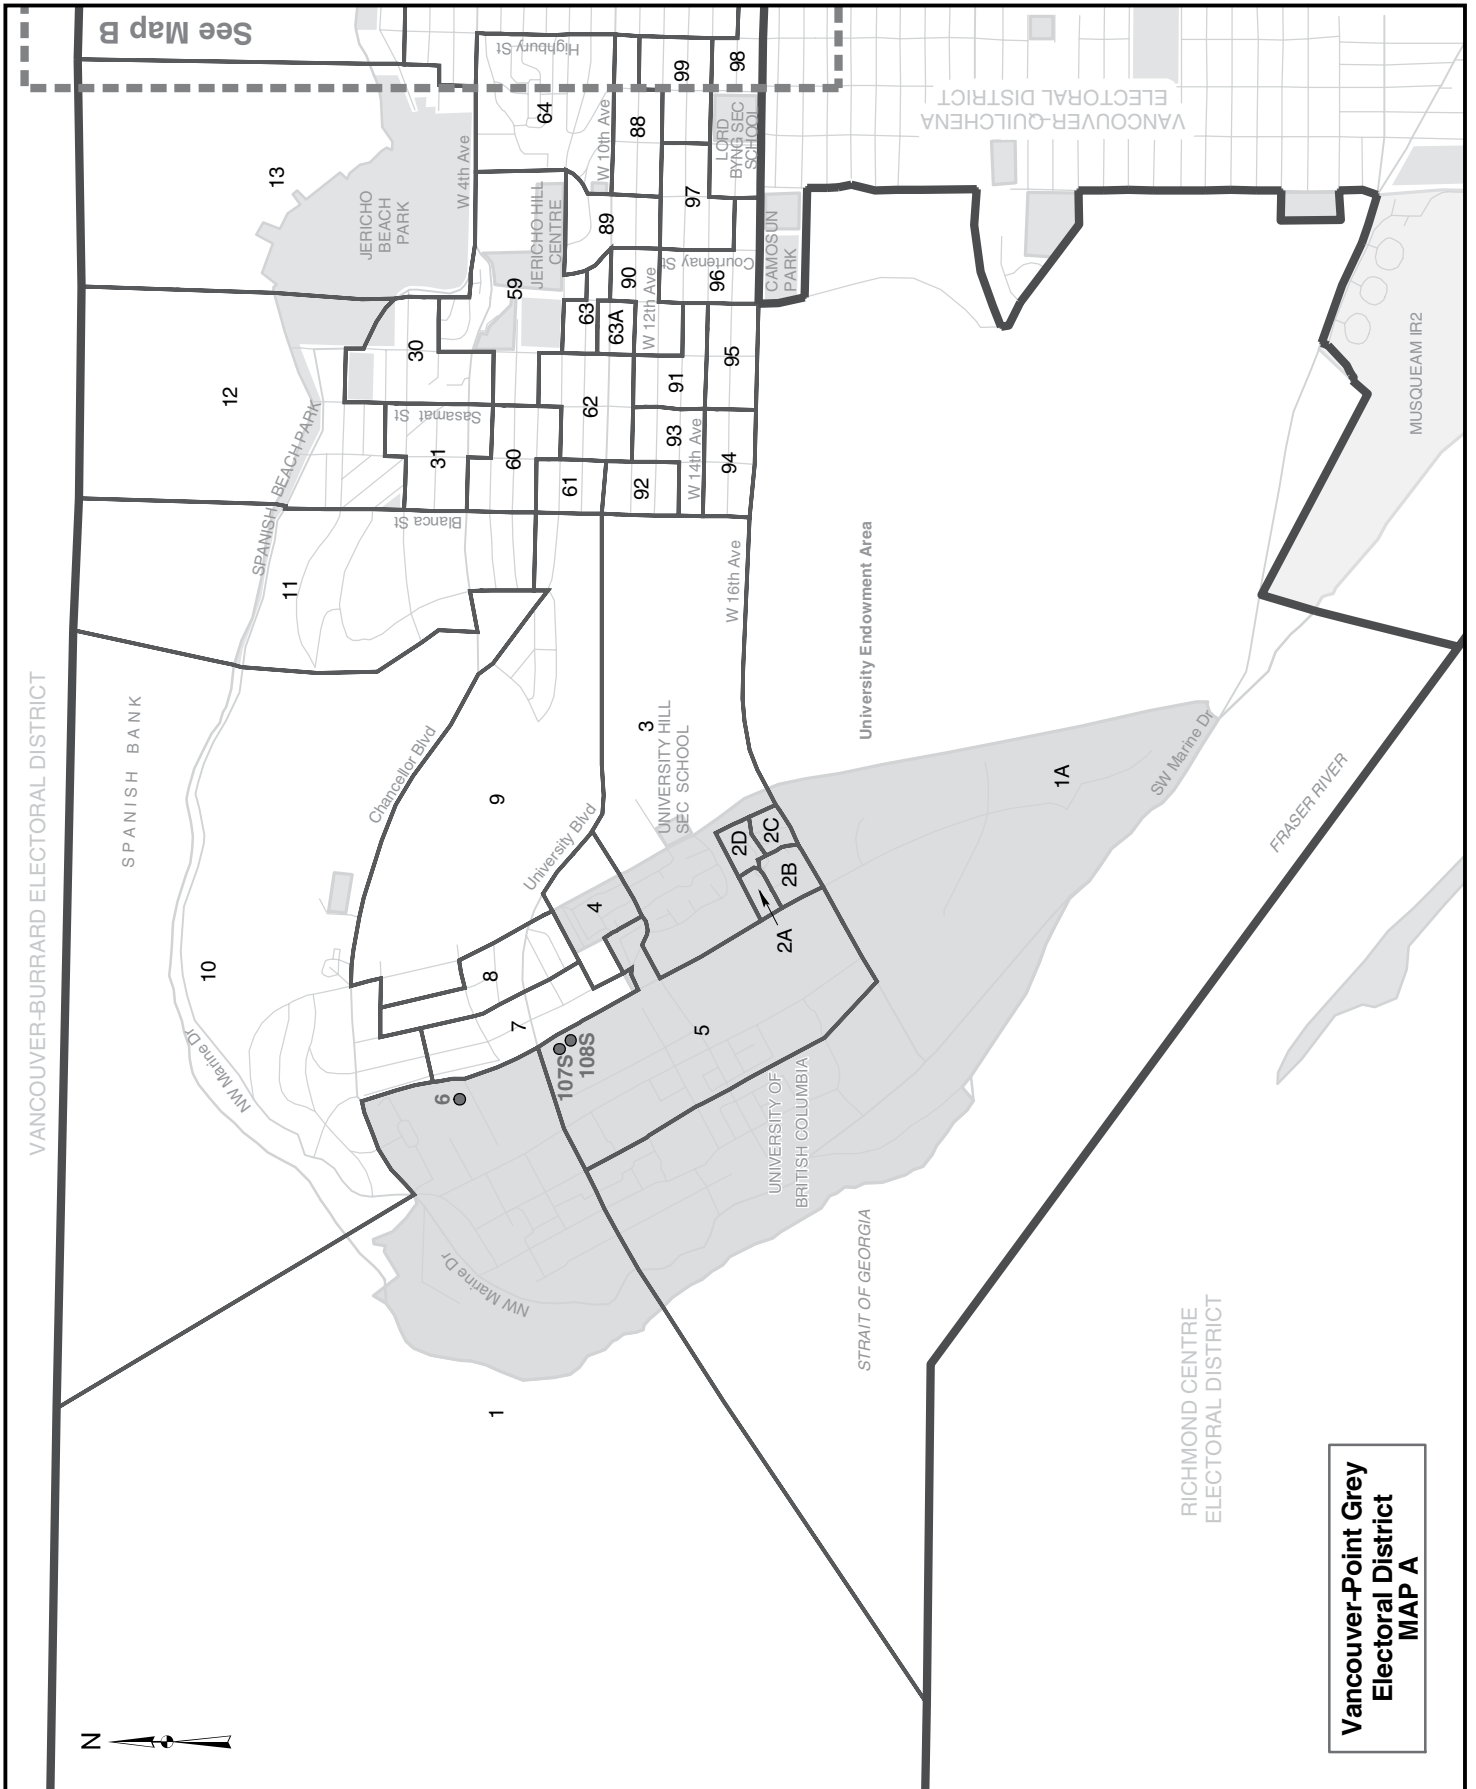 See Map B
VANCOUVER-BURRARD ELECTORAL DISTRICT
SPANISH BANK
N
13
12
11
10
SPANISH BEACH PARK
JERICHO
BEACH
PARK
W 4th Ave
Highbury St
64
W 10th Ave
88
99
98
LORD
BYNG SEC
SCHOOL
97
89
JERICHO HILL
CENTRE
59
63
63A
90
W 12th Ave
Courtenay St
96
CAMOSUN
PARK
VANCOUVER-QUILCHENA
ELECTORAL DISTRICT
30
Sasamat St
31
60
61
62
91
93
92
W 14th Ave
95
94
Blanca St
W 16th Ave
University Endowment Area
MUSQUEAM IR2
Chancellor Blvd
9
University Blvd
3
UNIVERSITY HILL
SEC SCHOOL
4
8
7
2D
2C
2B
2A
1A
SW Marine Dr
FRASER RIVER
NW Marine Dr
6
107S
108S
5
UNIVERSITY OF
BRITISH COLUMBIA
NW Marine Dr
1
STRAIT OF GEORGIA
RICHMOND CENTRE
ELECTORAL DISTRICT
Vancouver-Point Grey
Electoral District
MAP A